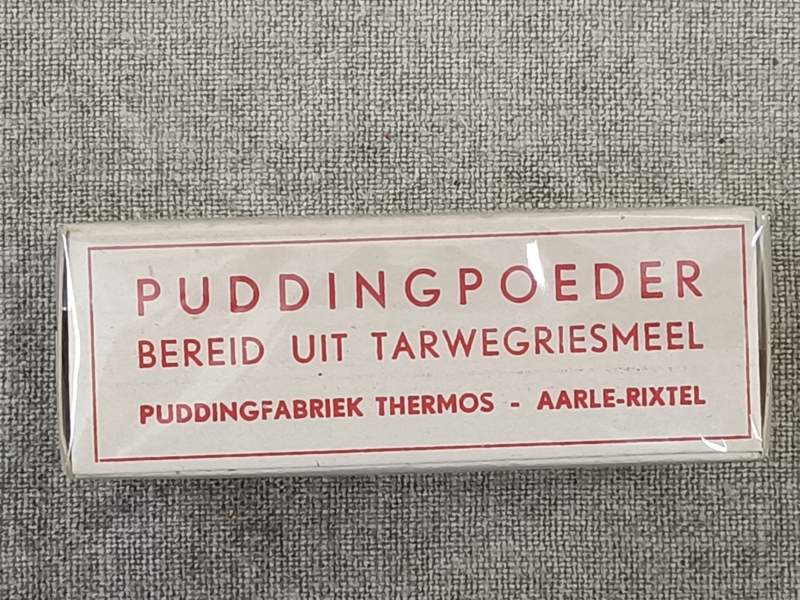 PUDDINGPOEDER
BEREID UIT TARWEGRIESMEEL
PUDDINGFABRIEK THERMOS - AARLE-RIXTEL